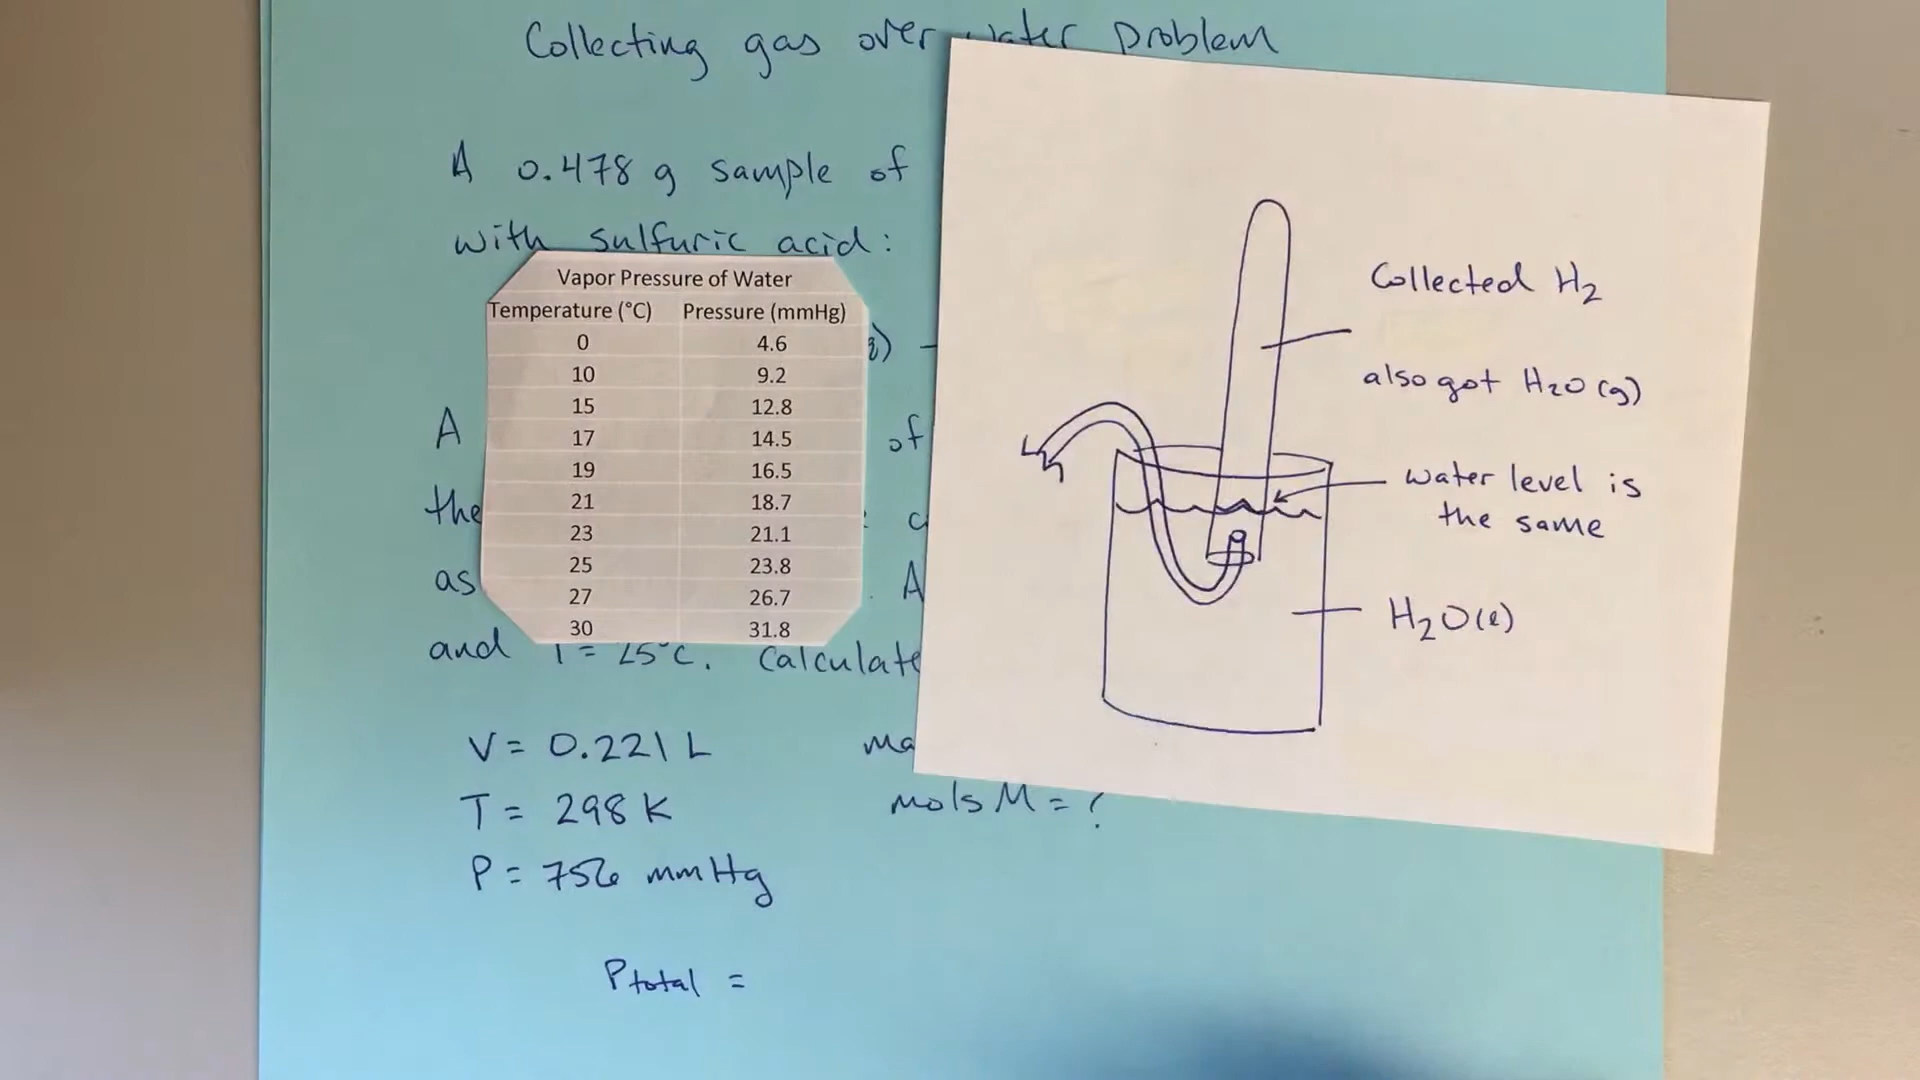 Collecting gas over water problem
A 0.478 g sample of
with sulfuric acid:
Vapor Pressure of Water
Temperature (°C) Pressure (mmHg)
0 4.6
10 9.2
15 12.8
17 14.5
19 16.5
21 18.7
23 21.1
25 23.8
27 26.7
30 31.8
A of
the
as A
and T = 25°C. Calculate
V = 0.221 L
T = 298 K
P = 756 mmHg
mols M = ?
Ptotal =
Collected H2
also got H2O (g)
water level is
the same
H2O(l)